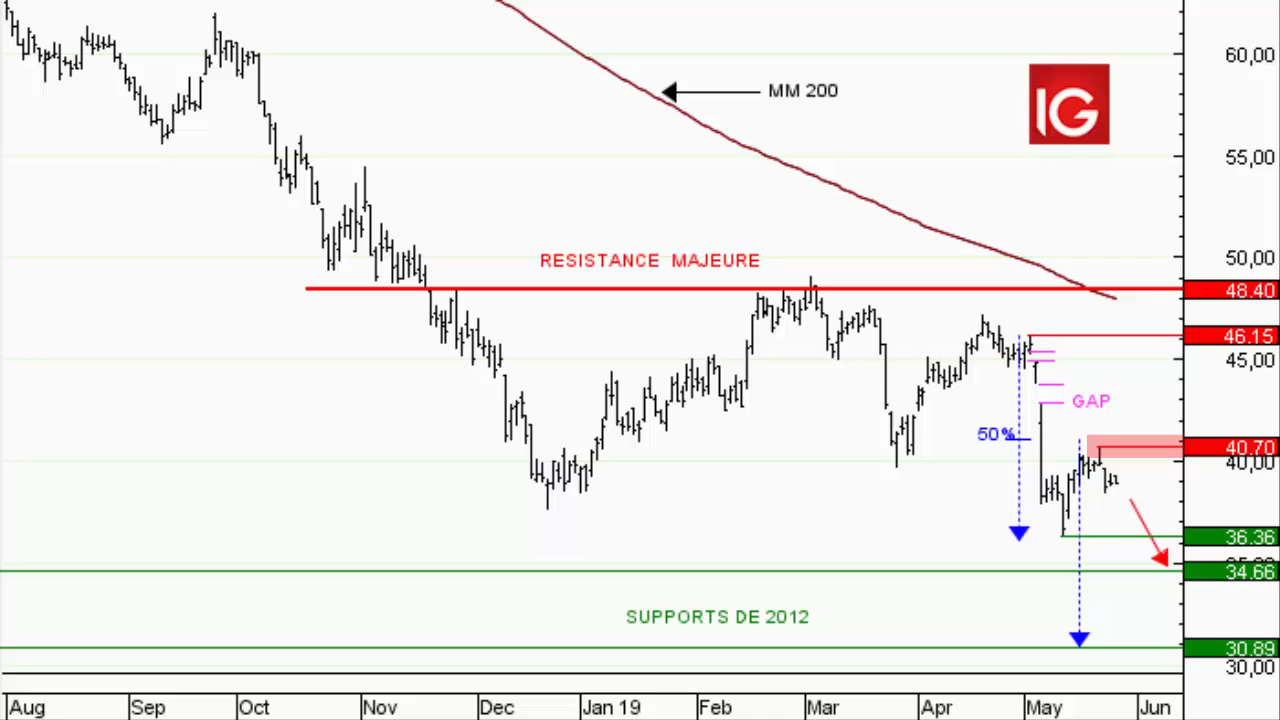 60,00
MM 200
IG
55,00
50,00
RESISTANCE MAJEURE
48.40
46.15
45,00
GAP
50%
40.70
40,00
36.36
35,00
34.66
SUPPORTS DE 2012
30.89
30,00
Aug Sep Oct Nov Dec Jan 19 Feb Mar Apr May Jun